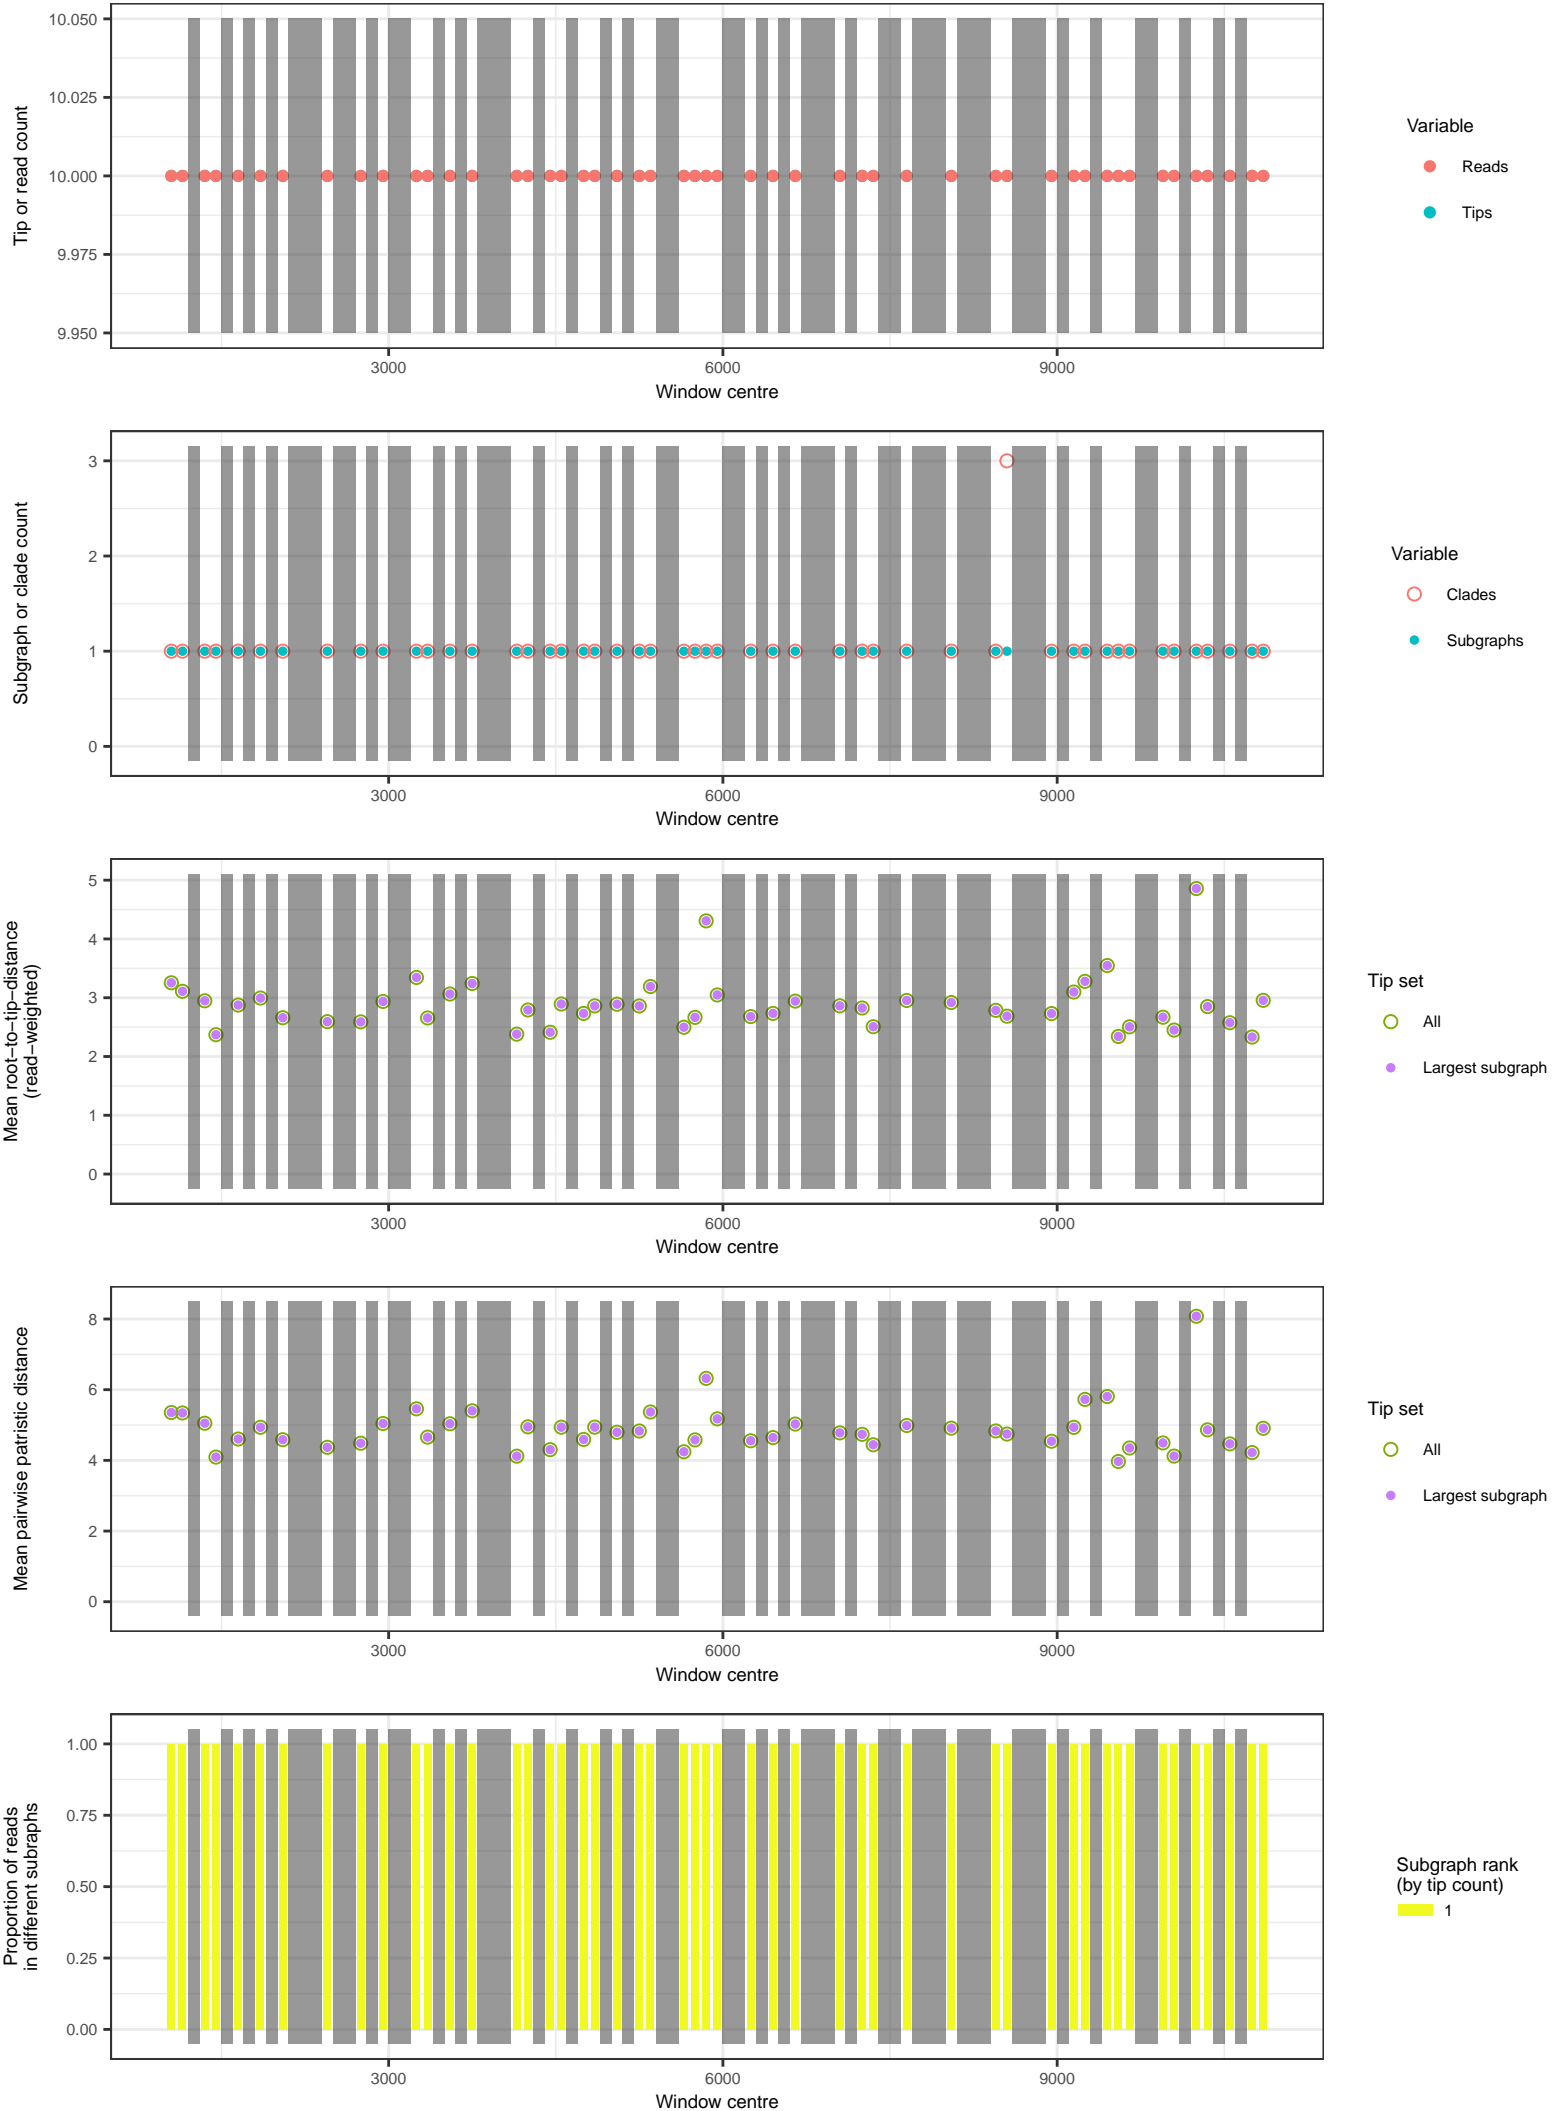 10.050
10.025
10.000
9.975
9.950
Tip or read count
3000
6000
9000
Window centre
Variable
Reads
Tips
3
2
1
0
Subgraph or clade count
3000
6000
9000
Window centre
Variable
Clades
Subgraphs
5
4
3
2
1
0
Mean root−to−tip−distance
(read−weighted)
3000
6000
9000
Window centre
Tip set
All
Largest subgraph
8
6
4
2
0
Mean pairwise patristic distance
3000
6000
9000
Window centre
Tip set
All
Largest subgraph
1.00
0.75
0.50
0.25
0.00
Proportion of reads
in different subraphs
3000
6000
9000
Window centre
Subgraph rank
(by tip count)
1